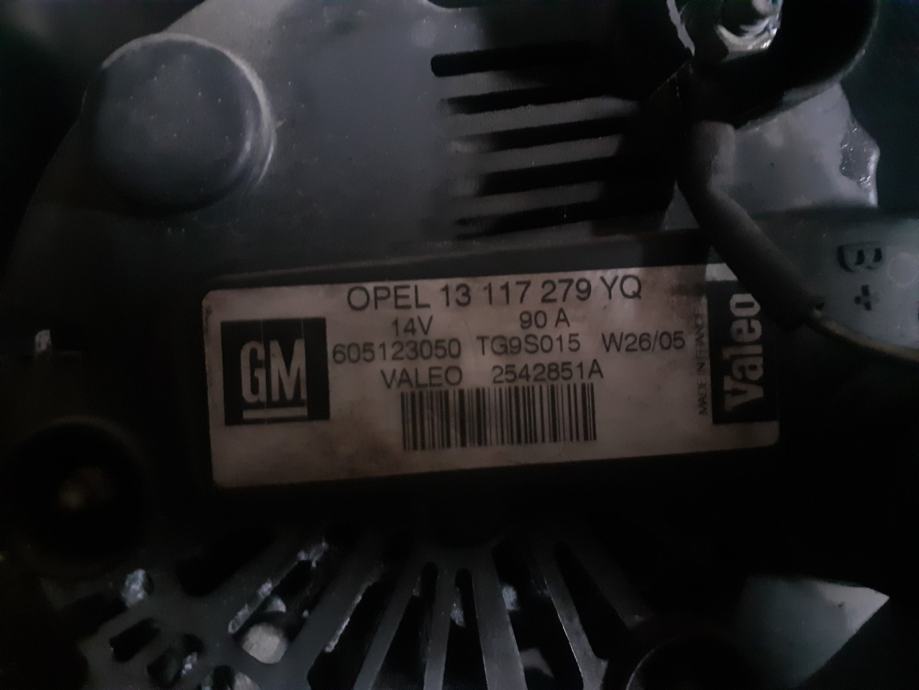 OPEL 13 117 279 YQ
14V 90 A
605123050 TG9S015 W26/05
VALEO 2542851A
GM
MADE IN FRANCE
Valeo
B+